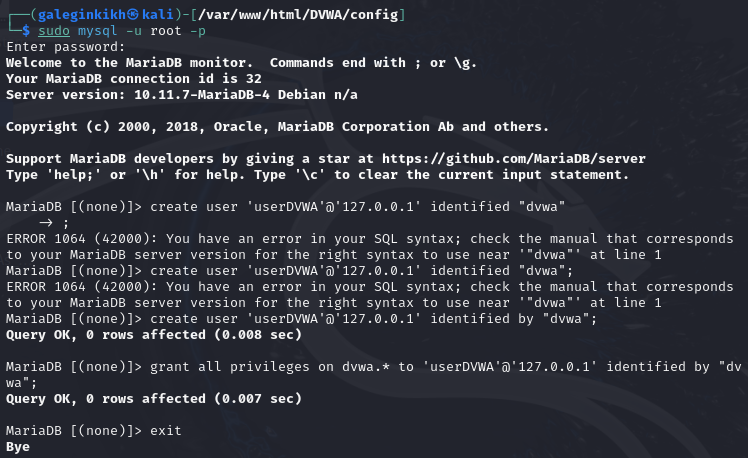 ┌──(galeginkikh㉿kali)-[/var/www/html/DVWA/config]
└─$ sudo mysql -u root -p
Enter password:
Welcome to the MariaDB monitor.  Commands end with ; or \g.
Your MariaDB connection id is 32
Server version: 10.11.7-MariaDB-4 Debian n/a

Copyright (c) 2000, 2018, Oracle, MariaDB Corporation Ab and others.

Support MariaDB developers by giving a star at https://github.com/MariaDB/server
Type 'help;' or '\h' for help. Type '\c' to clear the current input statement.

MariaDB [(none)]> create user 'userDVWA'@'127.0.0.1' identified "dvwa"
    -> ;
ERROR 1064 (42000): You have an error in your SQL syntax; check the manual that corresponds
to your MariaDB server version for the right syntax to use near '"dvwa"' at line 1
MariaDB [(none)]> create user 'userDVWA'@'127.0.0.1' identified "dvwa";
ERROR 1064 (42000): You have an error in your SQL syntax; check the manual that corresponds
to your MariaDB server version for the right syntax to use near '"dvwa"' at line 1
MariaDB [(none)]> create user 'userDVWA'@'127.0.0.1' identified by "dvwa";
Query OK, 0 rows affected (0.008 sec)

MariaDB [(none)]> grant all privileges on dvwa.* to 'userDVWA'@'127.0.0.1' identified by "dv
wa";
Query OK, 0 rows affected (0.007 sec)

MariaDB [(none)]> exit
Bye